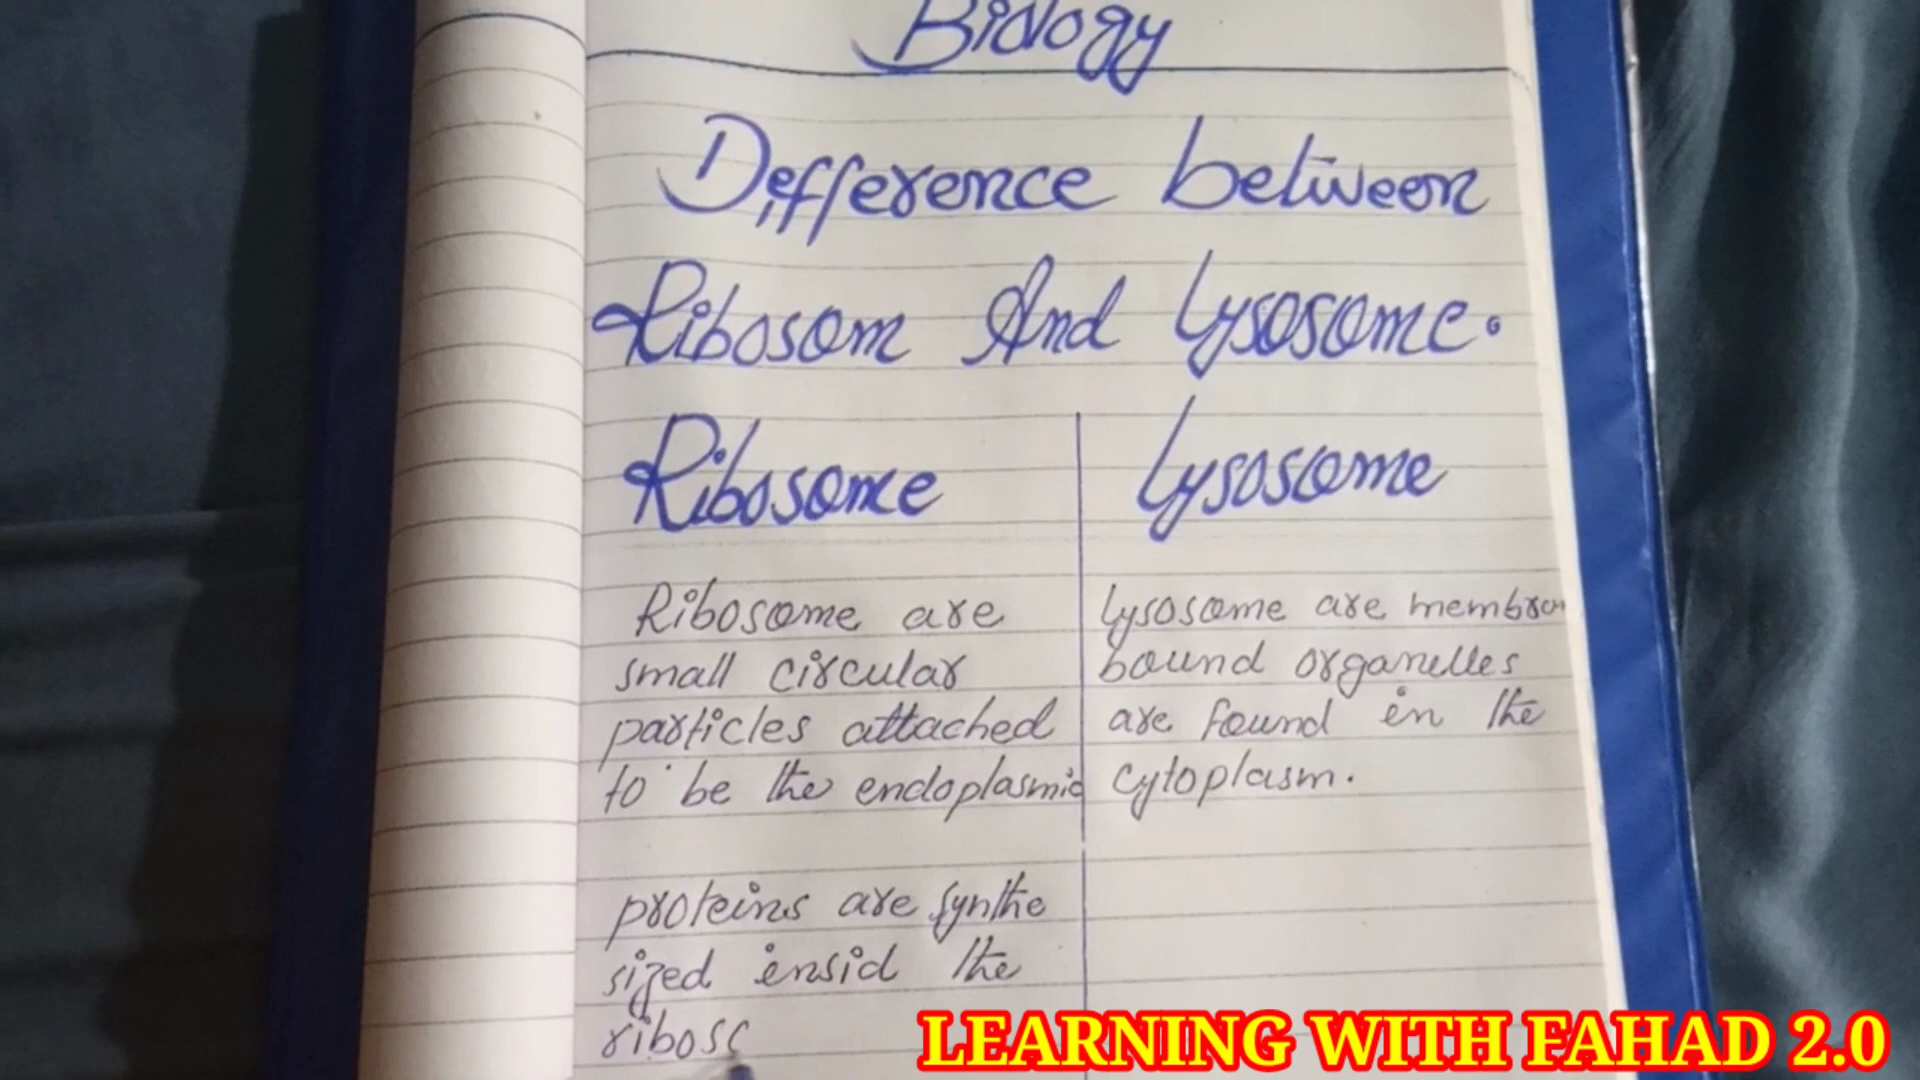 Biology
Difference between
Ribosom And Lysosome.
Ribosome
Lysosome
Ribosome are
small circular
particles attached
to be the endoplasmic
Lysosome are membran
bound organelles
are found in the
cytoplasm.
proteins are synthe
sized insid the
riboso
LEARNING WITH FAHAD 2.0